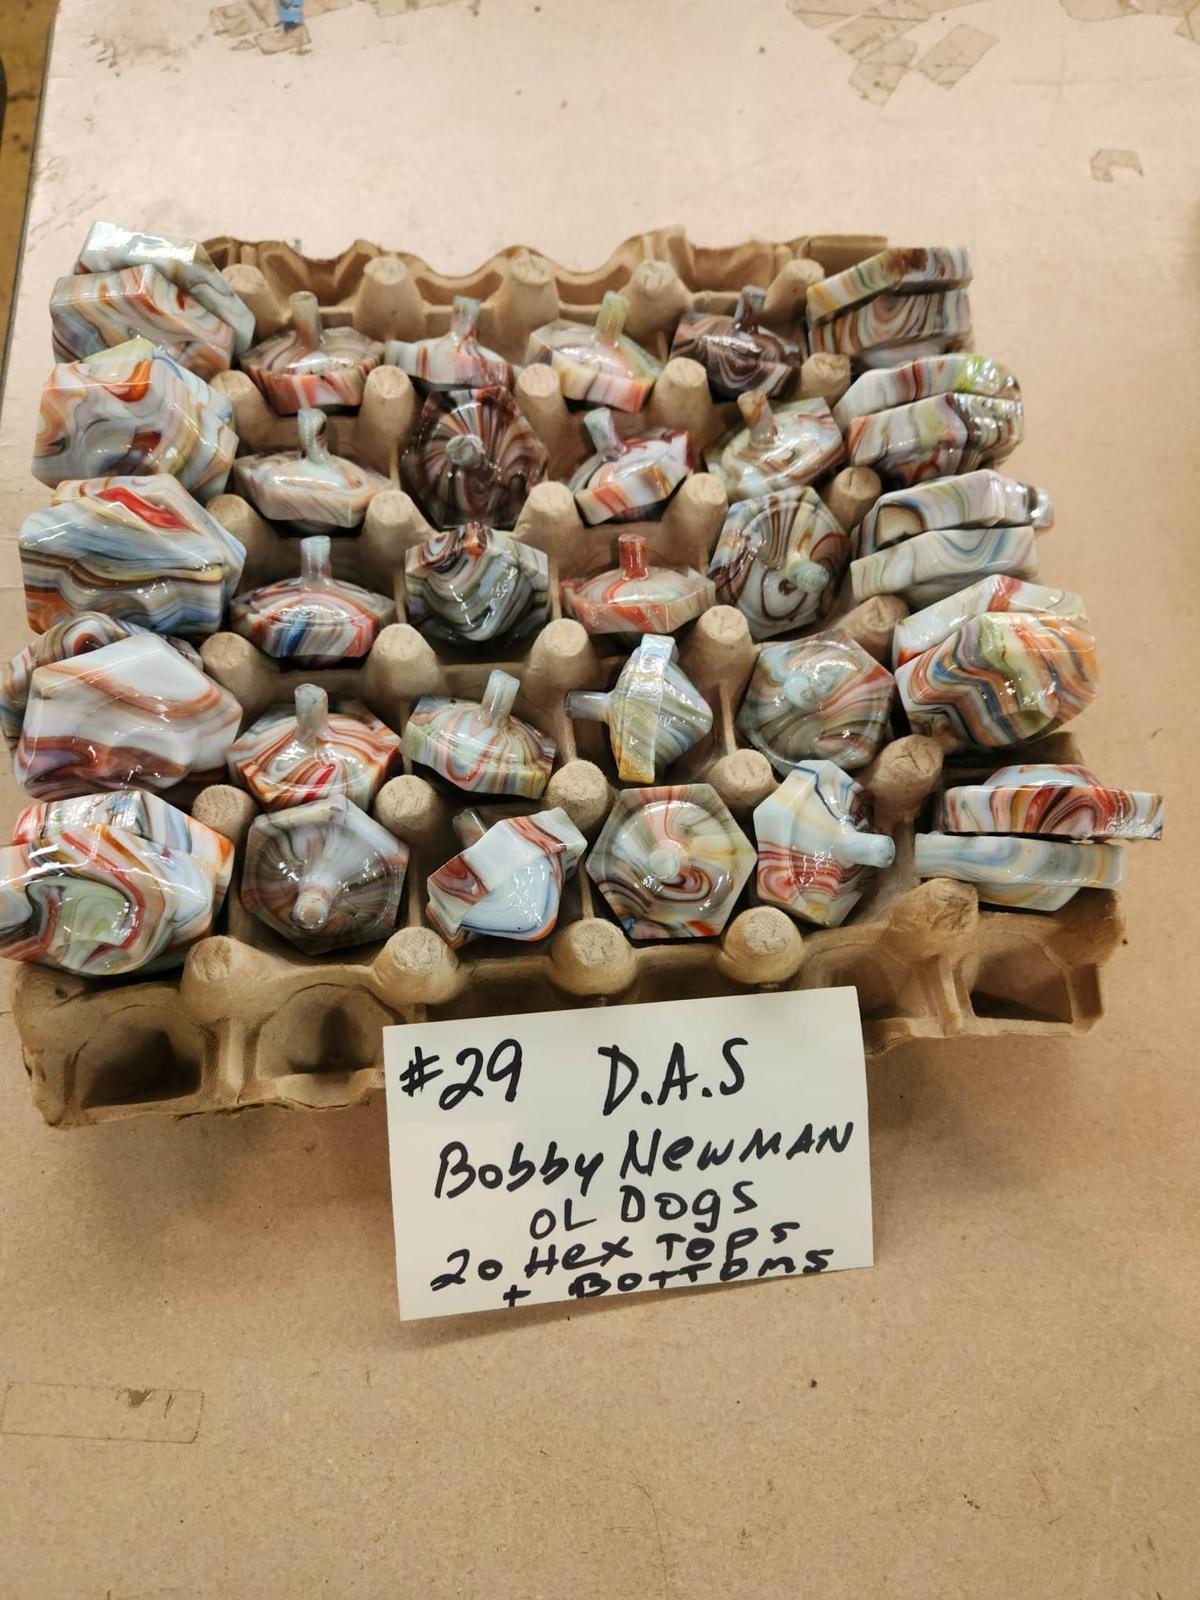 #29 D.A.S
Bobby Newman
OL Dogs
20 Hex Tops
+ Bottoms